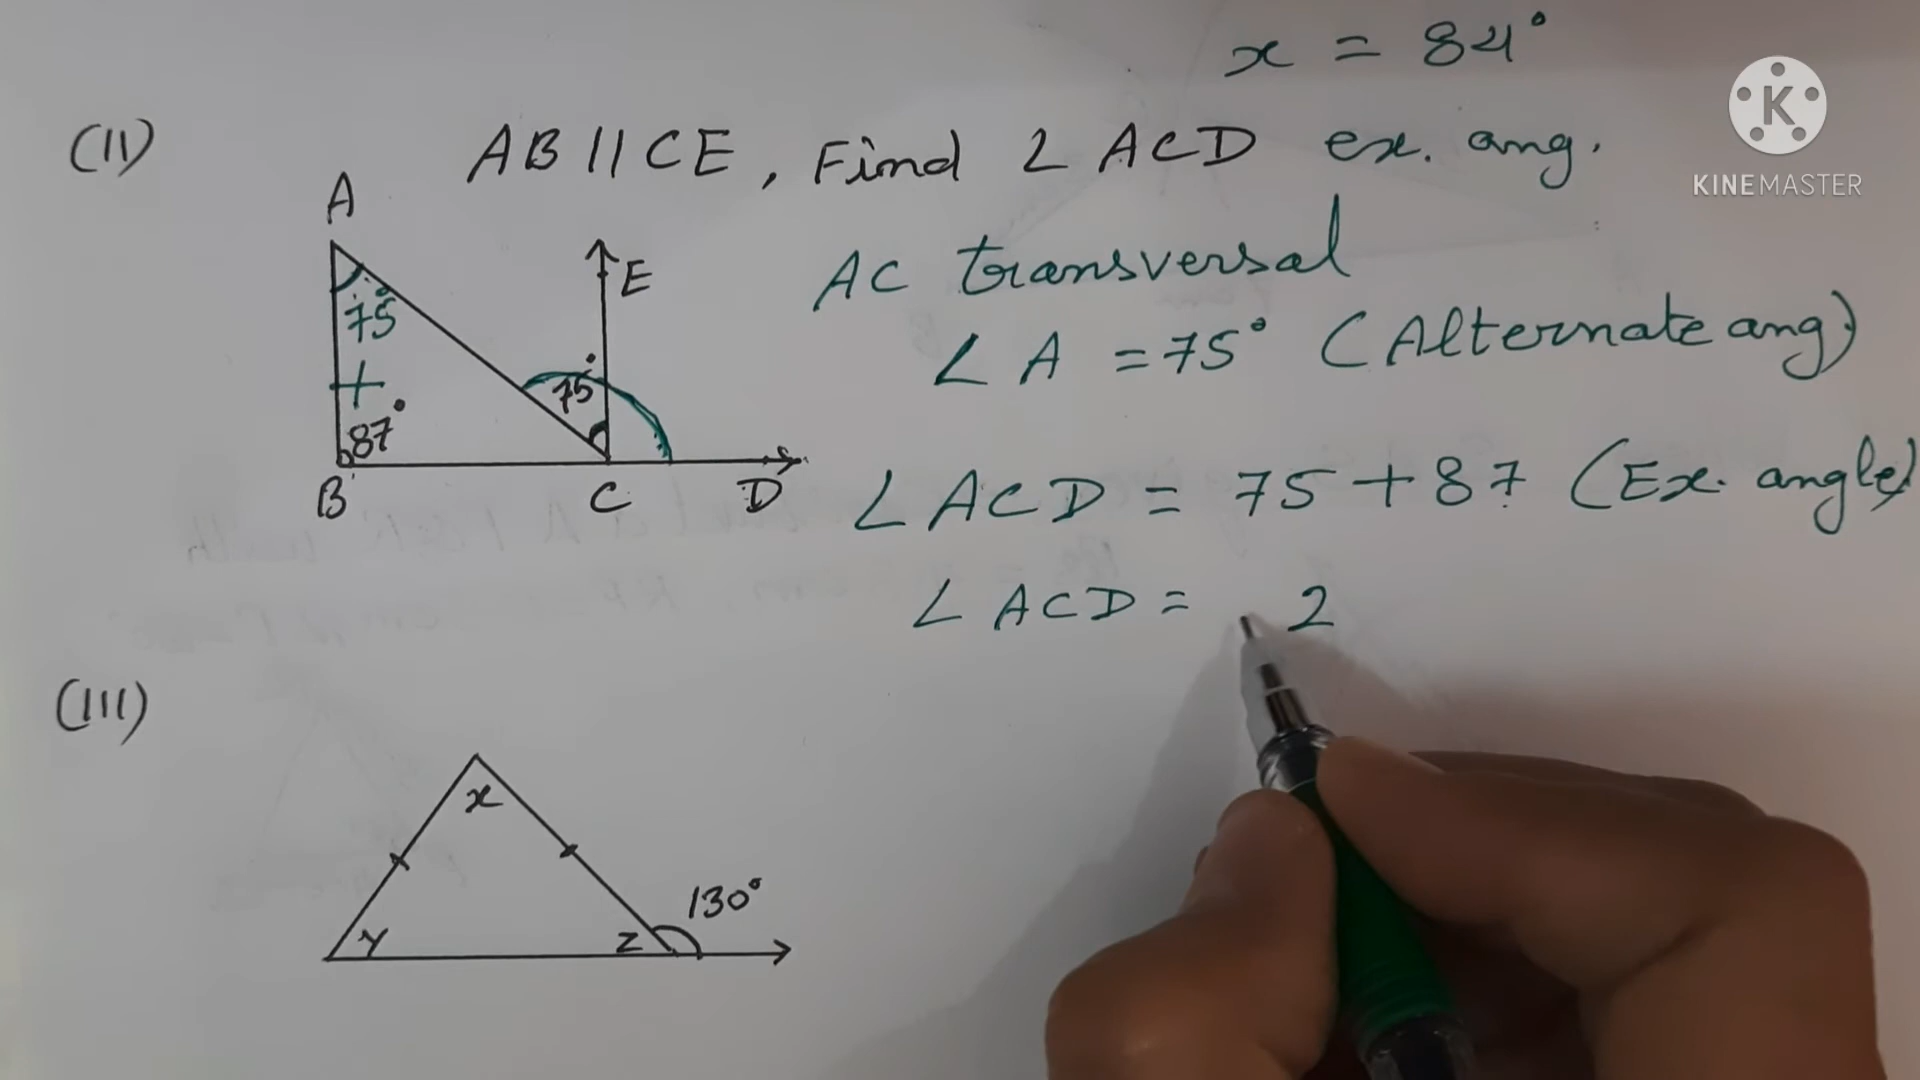 x = 84°
(II) AB || CE, Find ∠ ACD ex. ang.
K
KINEMASTER
A
E
75°
75°
+
87°
B
C
D
AC transversal
∠ A = 75° (Alternate ang)
∠ ACD = 75 + 87 (Ex. angle)
∠ ACD = 2
(III)
x
130°
y
z